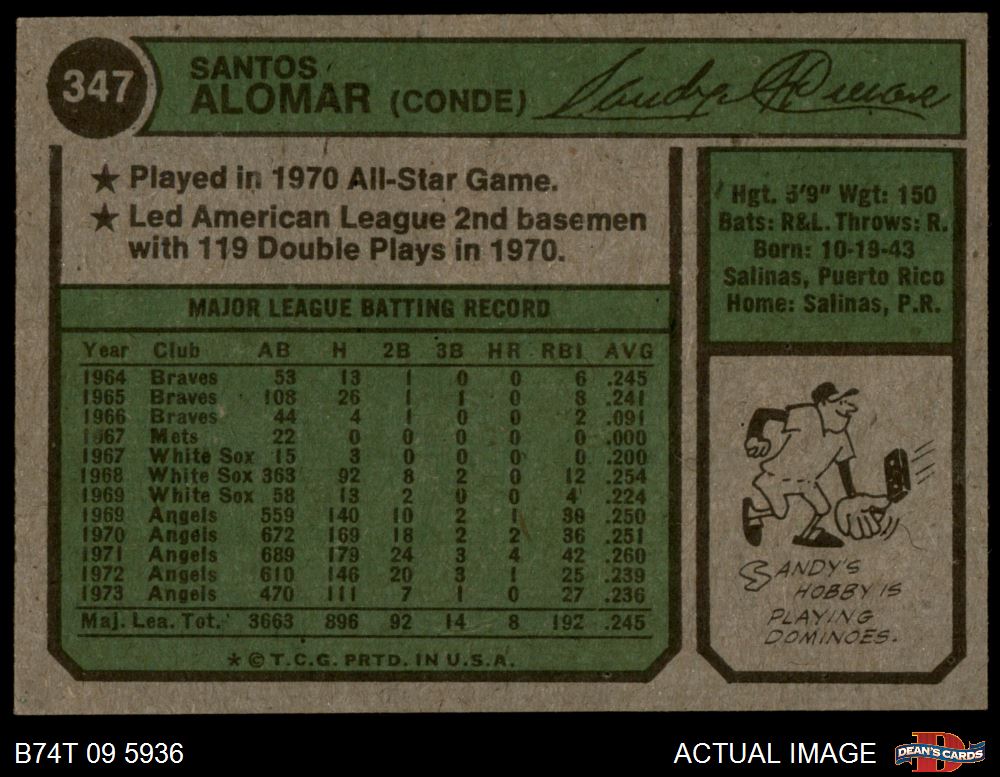 347
SANTOS
ALOMAR (CONDE)
Sandy Alomar
★ Played in 1970 All-Star Game.
★ Led American League 2nd basemen
with 119 Double Plays in 1970.
MAJOR LEAGUE BATTING RECORD
Year Club AB H 2B 3B HR RBI AVG
1964 Braves 53 13 1 0 0 6 .245
1965 Braves 108 26 1 1 0 8 .241
1966 Braves 44 4 1 0 0 2 .091
1967 Mets 22 0 0 0 0 0 .000
1967 White Sox 15 3 0 0 0 0 .200
1968 White Sox 363 92 8 2 0 12 .254
1969 White Sox 58 13 2 0 0 4 .224
1969 Angels 559 140 10 2 1 30 .250
1970 Angels 672 169 18 2 2 36 .251
1971 Angels 689 179 24 3 4 42 .260
1972 Angels 610 146 20 3 1 25 .239
1973 Angels 470 111 7 1 0 27 .236
Maj. Lea. Tot. 3663 896 92 14 8 192 .245
* © T.C.G. PRTD. IN U.S.A.
Hgt. 5'9" Wgt: 150
Bats: R&L. Throws: R.
Born: 10-19-43
Salinas, Puerto Rico
Home: Salinas, P.R.
SANDY'S
HOBBY IS
PLAYING
DOMINOES.
B74T 09 5936
ACTUAL IMAGE
D
DEAN'S CARDS